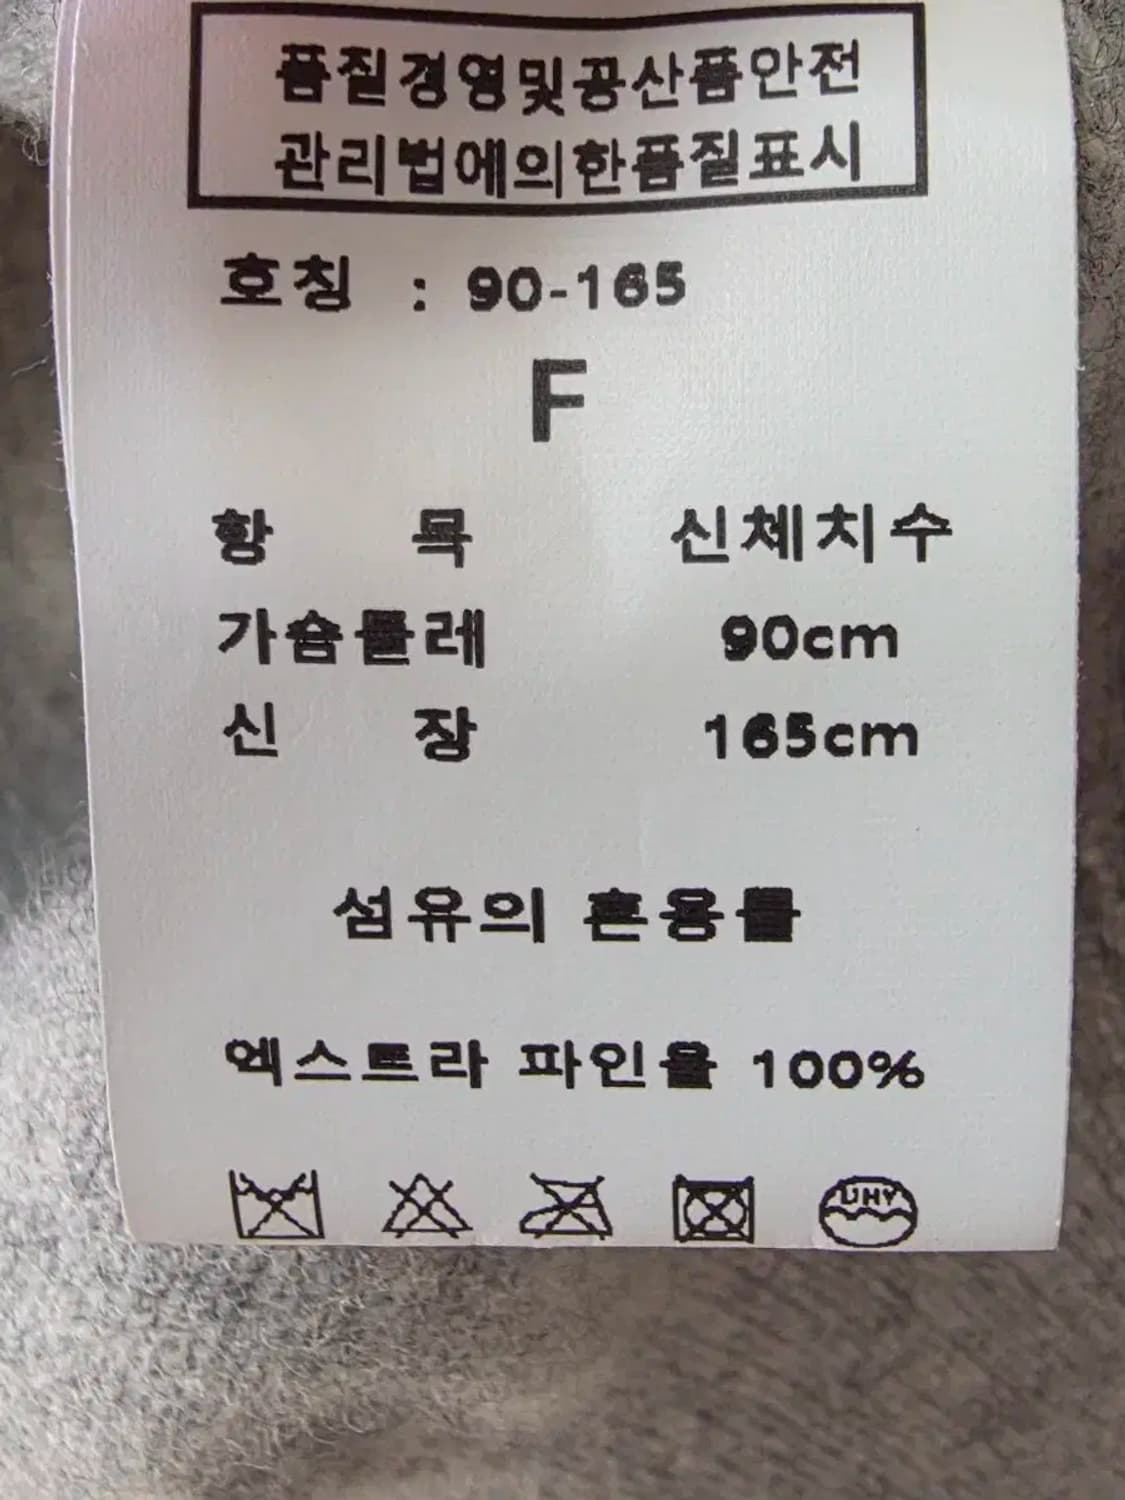 품질경영및공산품안전
관리법에의한품질표시
호칭 : 90-165
F
항 목 신체치수
가슴둘레 90cm
신 장 165cm
섬유의 혼용률
엑스트라 파인울 100%